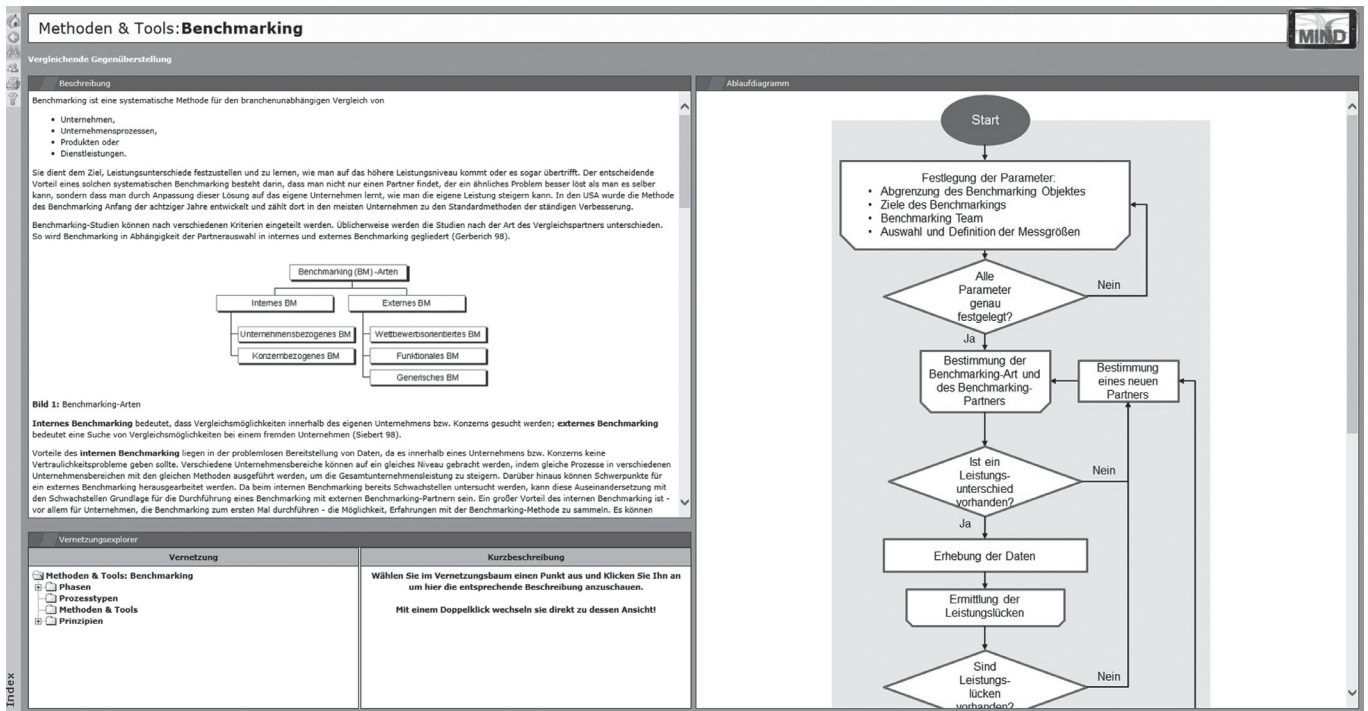 Methoden & Tools:Benchmarking
MIND
Vergleichende Gegenüberstellung
Beschreibung
Benchmarking ist eine systematische Methode für den branchenunabhängigen Vergleich von
• Unternehmen,
• Unternehmensprozessen,
• Produkten oder
• Dienstleistungen.
Sie dient dem Ziel, Leistungsunterschiede festzustellen und zu lernen, wie man auf das höhere Leistungsniveau kommt oder es sogar übertrifft. Der entscheidende
Vorteil eines solchen systematischen Benchmarking besteht darin, dass man nicht nur einen Partner findet, der ein ähnliches Problem besser löst als man es selber
kann, sondern dass man durch Anpassung dieser Lösung auf das eigene Unternehmen lernt, wie man die eigene Leistung steigern kann. In den USA wurde die Methode
des Benchmarking Anfang der achtziger Jahre entwickelt und zählt dort in den meisten Unternehmen zu den Standardmethoden der ständigen Verbesserung.
Benchmarking-Studien können nach verschiedenen Kriterien eingeteilt werden. Üblicherweise werden die Studien nach der Art des Vergleichspartners unterschieden.
So wird Benchmarking in Abhängigkeit der Partnerauswahl in internes und externes Benchmarking gegliedert (Gerberich 98).
Benchmarking (BM) -Arten
Internes BM
Externes BM
Unternehmensbezogenes BM
Wettbewerbsorientiertes BM
Konzernbezogenes BM
Funktionales BM
Generisches BM
Bild 1: Benchmarking-Arten
Internes Benchmarking bedeutet, dass Vergleichsmöglichkeiten innerhalb des eigenen Unternehmens bzw. Konzerns gesucht werden; externes Benchmarking
bedeutet eine Suche von Vergleichsmöglichkeiten bei einem fremden Unternehmen (Siebert 98).
Vorteile des internen Benchmarking liegen in der problemlosen Bereitstellung von Daten, da es innerhalb eines Unternehmens bzw. Konzerns keine
Vertraulichkeitsprobleme geben sollte. Verschiedene Unternehmensbereiche können auf ein gleiches Niveau gebracht werden, indem gleiche Prozesse in verschiedenen
Unternehmensbereichen mit den gleichen Methoden ausgeführt werden, um die Gesamtunternehmensleistung zu steigern. Darüber hinaus können Schwerpunkte für
ein externes Benchmarking herausgearbeitet werden. Da beim internen Benchmarking bereits Schwachstellen untersucht werden, kann diese Auseinandersetzung mit
den Schwachstellen Grundlage für die Durchführung eines Benchmarking mit externen Benchmarking-Partnern sein. Ein großer Vorteil des internen Benchmarking ist -
vor allem für Unternehmen, die Benchmarking zum ersten Mal durchführen - die Möglichkeit, Erfahrungen mit der Benchmarking-Methode zu sammeln. Es können
Vernetzungsexplorer
Vernetzung
Methoden & Tools: Benchmarking
Phasen
Prozesstypen
Methoden & Tools
Prinzipien
Kurzbeschreibung
Wählen Sie im Vernetzungsbaum einen Punkt aus und Klicken Sie Ihn an
um hier die entsprechende Beschreibung anzuschauen.
Mit einem Doppelklick wechseln sie direkt zu dessen Ansicht!
Index
Ablaufdiagramm
Start
Festlegung der Parameter:
• Abgrenzung des Benchmarking Objektes
• Ziele des Benchmarkings
• Benchmarking Team
• Auswahl und Definition der Messgrößen
Alle
Parameter
genau
festgelegt?
Nein
Ja
Bestimmung der
Benchmarking-Art und
des Benchmarking-
Partners
Bestimmung
eines neuen
Partners
Ist ein
Leistungs-
unterschied
vorhanden?
Nein
Ja
Erhebung der Daten
Ermittlung der
Leistungslücken
Sind
Leistungs-
lücken
vorhanden?
Nein